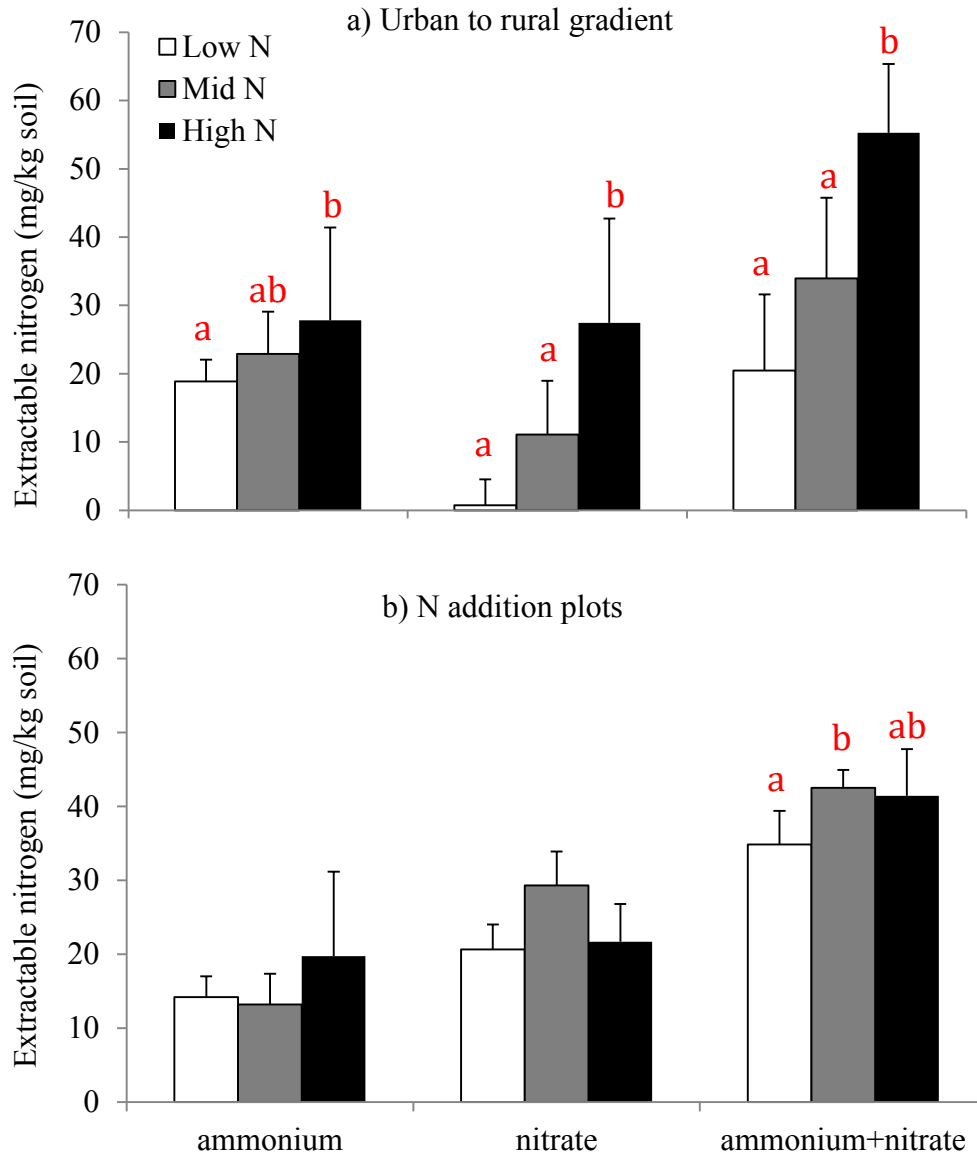 a) Urban to rural gradient
Extractable nitrogen (mg/kg soil)
70
60
50
40
30
20
10
0
Low N
Mid N
High N
a
ab
b
a
a
b
a
a
b
b) N addition plots
Extractable nitrogen (mg/kg soil)
70
60
50
40
30
20
10
0
a
b
ab
ammonium
nitrate
ammonium+nitrate